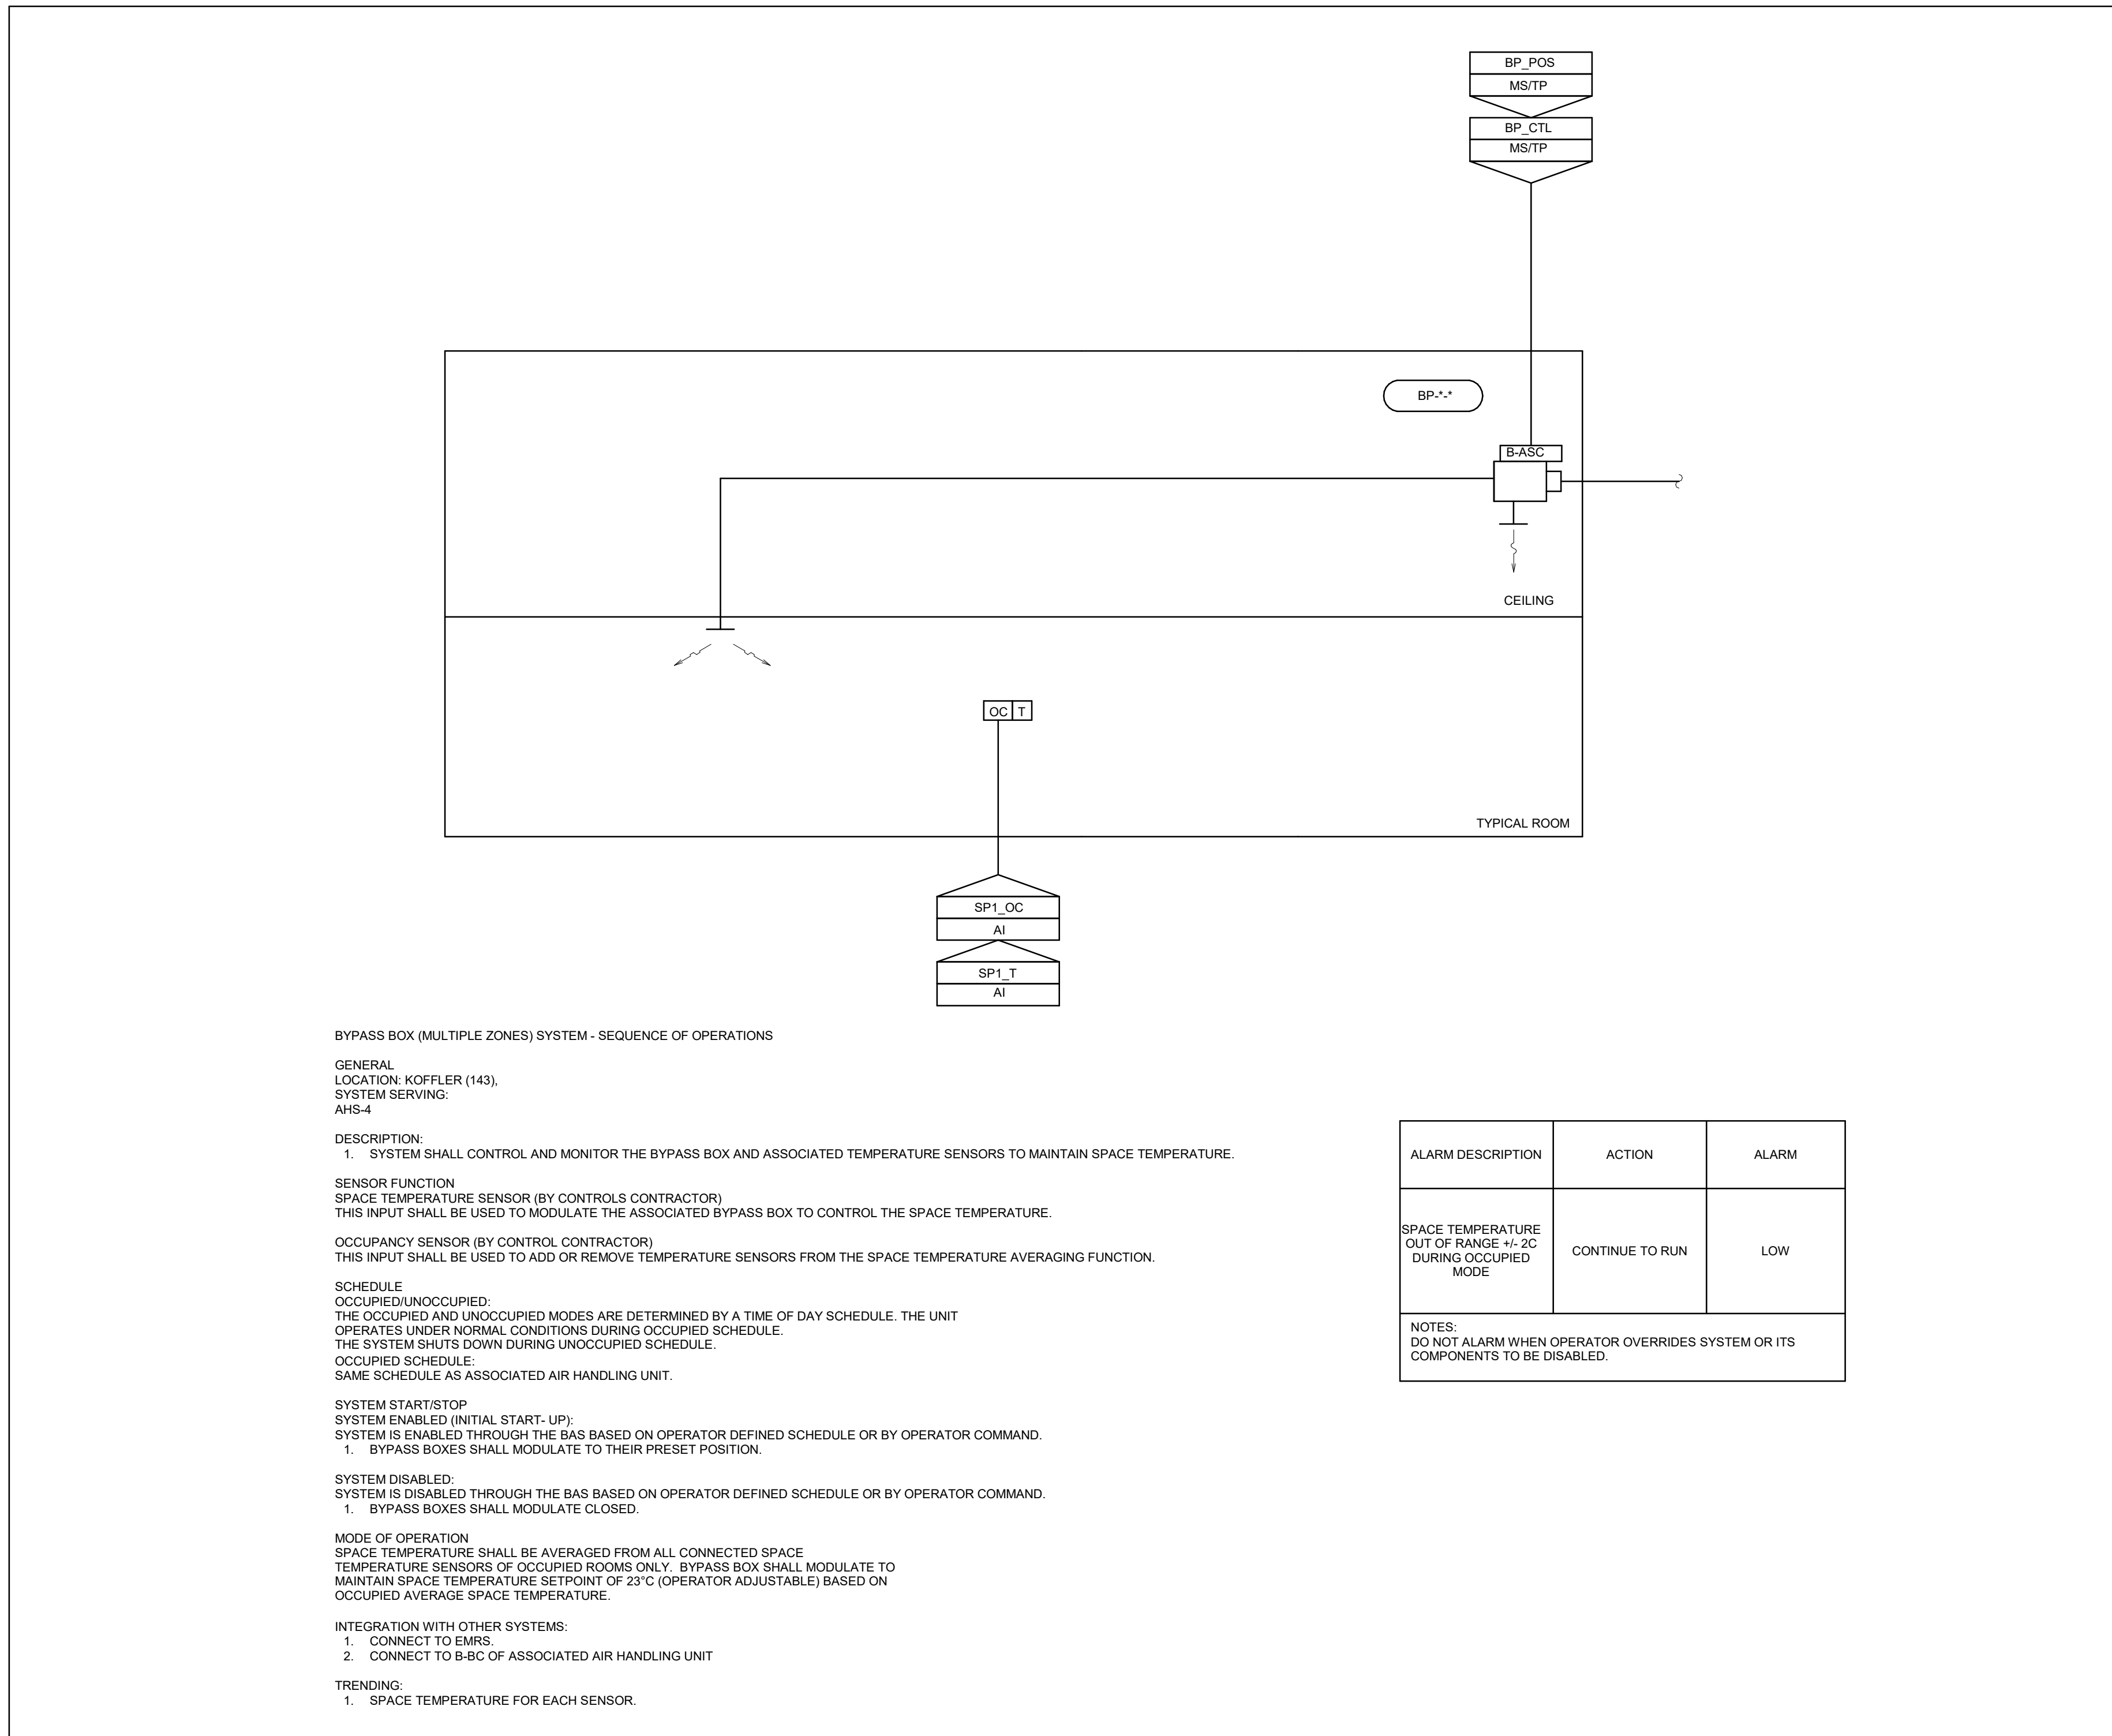 BP_POS
MS/TP
BP_CTL
MS/TP
BP-*-*
B-ASC
CEILING
OC T
TYPICAL ROOM
SP1_OC
AI
SP1_T
AI
BYPASS BOX (MULTIPLE ZONES) SYSTEM - SEQUENCE OF OPERATIONS
GENERAL
LOCATION: KOFFLER (143),
SYSTEM SERVING:
AHS-4
DESCRIPTION:
1. SYSTEM SHALL CONTROL AND MONITOR THE BYPASS BOX AND ASSOCIATED TEMPERATURE SENSORS TO MAINTAIN SPACE TEMPERATURE.
SENSOR FUNCTION
SPACE TEMPERATURE SENSOR (BY CONTROLS CONTRACTOR)
THIS INPUT SHALL BE USED TO MODULATE THE ASSOCIATED BYPASS BOX TO CONTROL THE SPACE TEMPERATURE.
OCCUPANCY SENSOR (BY CONTROL CONTRACTOR)
THIS INPUT SHALL BE USED TO ADD OR REMOVE TEMPERATURE SENSORS FROM THE SPACE TEMPERATURE AVERAGING FUNCTION.
SCHEDULE
OCCUPIED/UNOCCUPIED:
THE OCCUPIED AND UNOCCUPIED MODES ARE DETERMINED BY A TIME OF DAY SCHEDULE. THE UNIT
OPERATES UNDER NORMAL CONDITIONS DURING OCCUPIED SCHEDULE.
THE SYSTEM SHUTS DOWN DURING UNOCCUPIED SCHEDULE.
OCCUPIED SCHEDULE:
SAME SCHEDULE AS ASSOCIATED AIR HANDLING UNIT.
SYSTEM START/STOP
SYSTEM ENABLED (INITIAL START- UP):
SYSTEM IS ENABLED THROUGH THE BAS BASED ON OPERATOR DEFINED SCHEDULE OR BY OPERATOR COMMAND.
1. BYPASS BOXES SHALL MODULATE TO THEIR PRESET POSITION.
SYSTEM DISABLED:
SYSTEM IS DISABLED THROUGH THE BAS BASED ON OPERATOR DEFINED SCHEDULE OR BY OPERATOR COMMAND.
1. BYPASS BOXES SHALL MODULATE CLOSED.
MODE OF OPERATION
SPACE TEMPERATURE SHALL BE AVERAGED FROM ALL CONNECTED SPACE
TEMPERATURE SENSORS OF OCCUPIED ROOMS ONLY. BYPASS BOX SHALL MODULATE TO
MAINTAIN SPACE TEMPERATURE SETPOINT OF 23°C (OPERATOR ADJUSTABLE) BASED ON
OCCUPIED AVERAGE SPACE TEMPERATURE.
INTEGRATION WITH OTHER SYSTEMS:
1. CONNECT TO EMRS.
2. CONNECT TO B-BC OF ASSOCIATED AIR HANDLING UNIT
TRENDING:
1. SPACE TEMPERATURE FOR EACH SENSOR.
ALARM DESCRIPTION
ACTION
ALARM
SPACE TEMPERATURE
OUT OF RANGE +/- 2C
DURING OCCUPIED
MODE
CONTINUE TO RUN
LOW
NOTES:
DO NOT ALARM WHEN OPERATOR OVERRIDES SYSTEM OR ITS
COMPONENTS TO BE DISABLED.